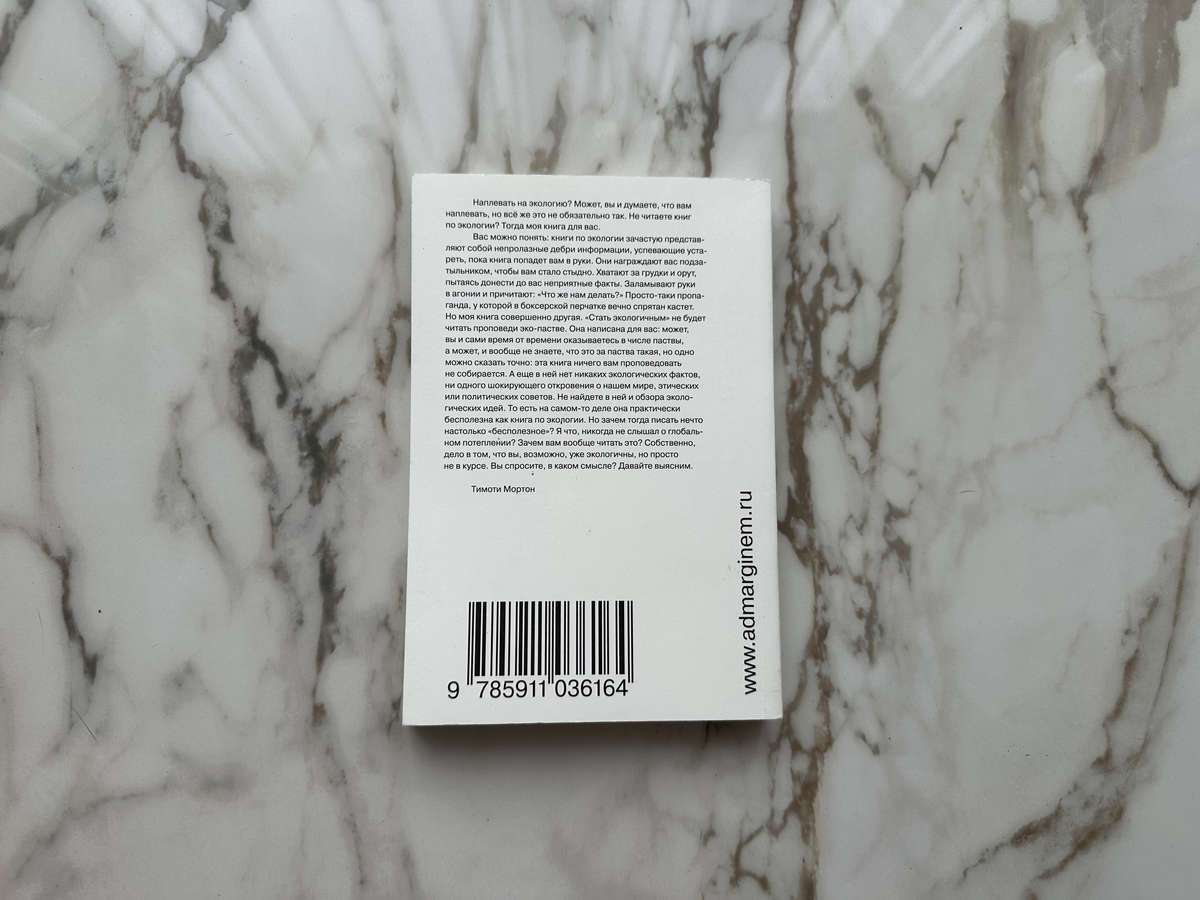 Наплевать на экологию? Может, вы и думаете, что вам
наплевать, но всё же это не обязательно так. Не читаете книг
по экологии? Тогда моя книга для вас.
Вас можно понять: книги по экологии зачастую представ-
ляют собой непролазные дебри информации, успевающие уста-
реть, пока книга попадет вам в руки. Они награждают вас подза-
тыльником, чтобы вам стало стыдно. Хватают за грудки и орут,
пытаясь донести до вас неприятные факты. Заламывают руки
в агонии и причитают: «Что же нам делать?» Просто-таки пропа-
ганда, у которой в боксерской перчатке вечно спрятан кастет.
Но моя книга совершенно другая. «Стать экологичным» не будет
читать проповеди эко-пастве. Она написана для вас: может,
вы и сами время от времени оказываетесь в числе паствы,
а может, и вообще не знаете, что это за паства такая, но одно
можно сказать точно: эта книга ничего вам проповедовать
не собирается. А еще в ней нет никаких экологических фактов,
ни одного шокирующего откровения о нашем мире, этических
или политических советов. Не найдете в ней и обзора эколо-
гических идей. То есть на самом-то деле она практически
бесполезна как книга по экологии. Но зачем тогда писать нечто
настолько «бесполезное»? Я что, никогда не слышал о глобаль-
ном потеплении? Зачем вам вообще читать это? Собственно,
дело в том, что вы, возможно, уже экологичны, но просто
не в курсе. Вы спросите, в каком смысле? Давайте выясним.
Тимоти Мортон
www.admarginem.ru
9 785911 036164